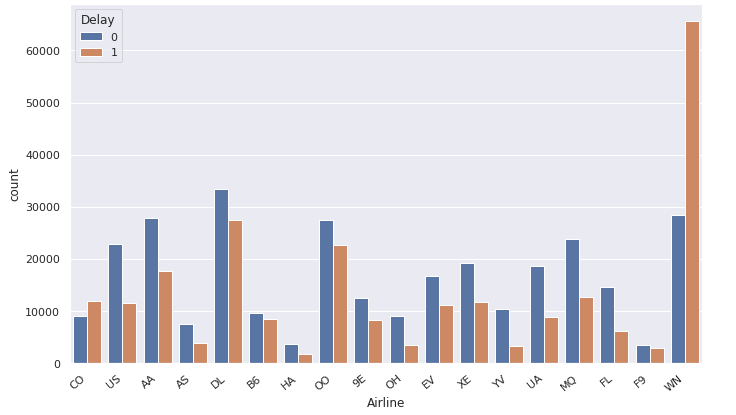 Delay
0
1
60000
50000
40000
30000
20000
10000
0
count
CO US AA AS DL B6 HA OO 9E OH EV XE YV UA MQ FL F9 WN
Airline